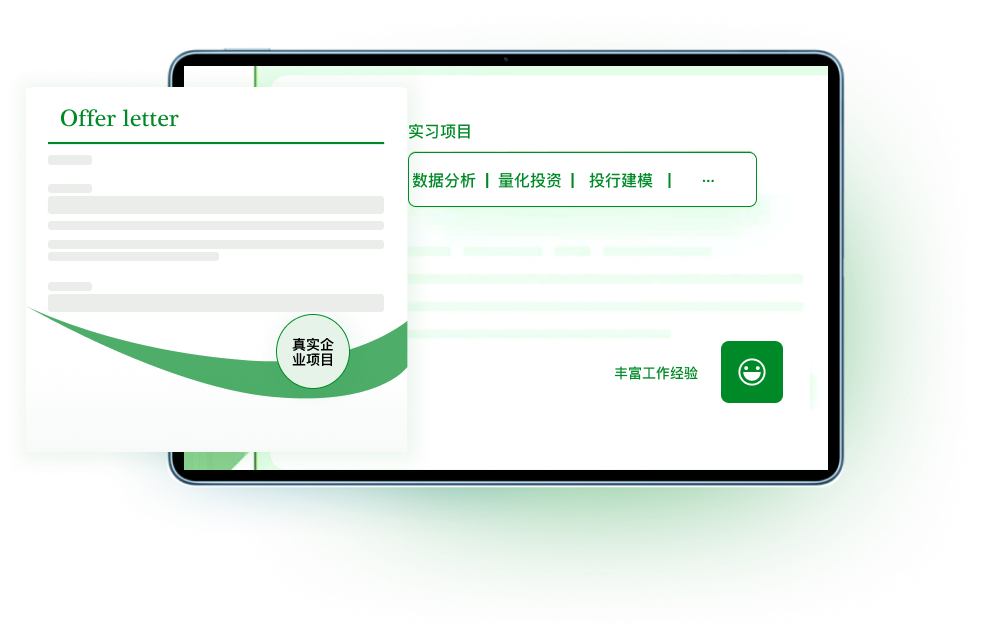 Offer letter
实习项目
数据分析 | 量化投资 | 投行建模 | ···
真实企
业项目
丰富工作经验